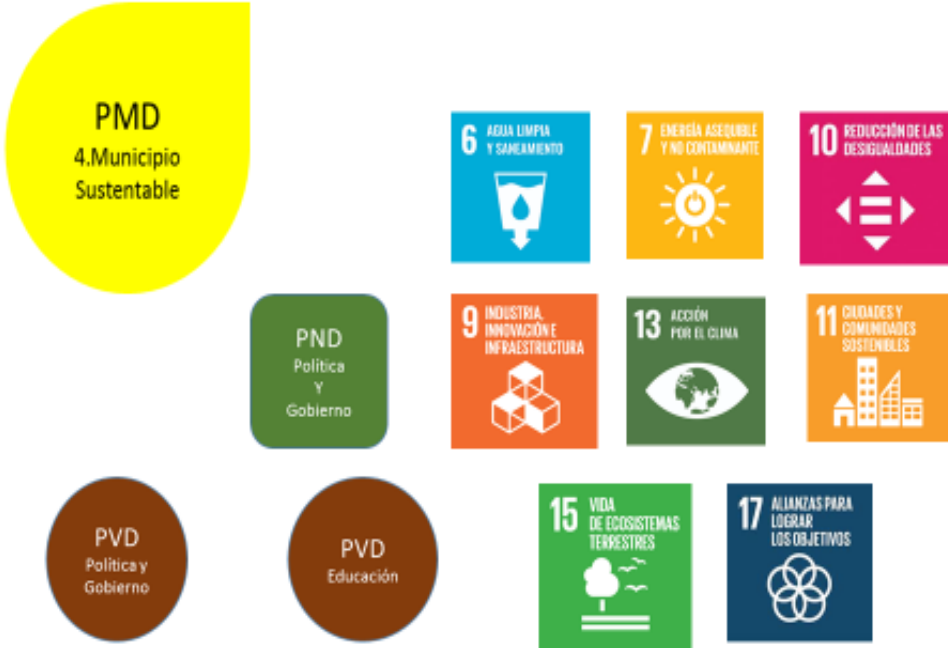 PMD
4.Municipio
Sustentable
6 AGUA LIMPIA
Y SANEAMIENTO
7 ENERGÍA ASEQUIBLE
Y NO CONTAMINANTE
10 REDUCCIÓN DE LAS
DESIGUALDADES
PND
Política
Y
Gobierno
9 INDUSTRIA,
INNOVACIÓN E
INFRAESTRUCTURA
13 ACCIÓN
POR EL CLIMA
11 CIUDADES Y
COMUNIDADES
SOSTENIBLES
PVD
Política y
Gobierno
PVD
Educación
15 VIDA
DE ECOSISTEMAS
TERRESTRES
17 ALIANZAS PARA
LOGRAR
LOS OBJETIVOS